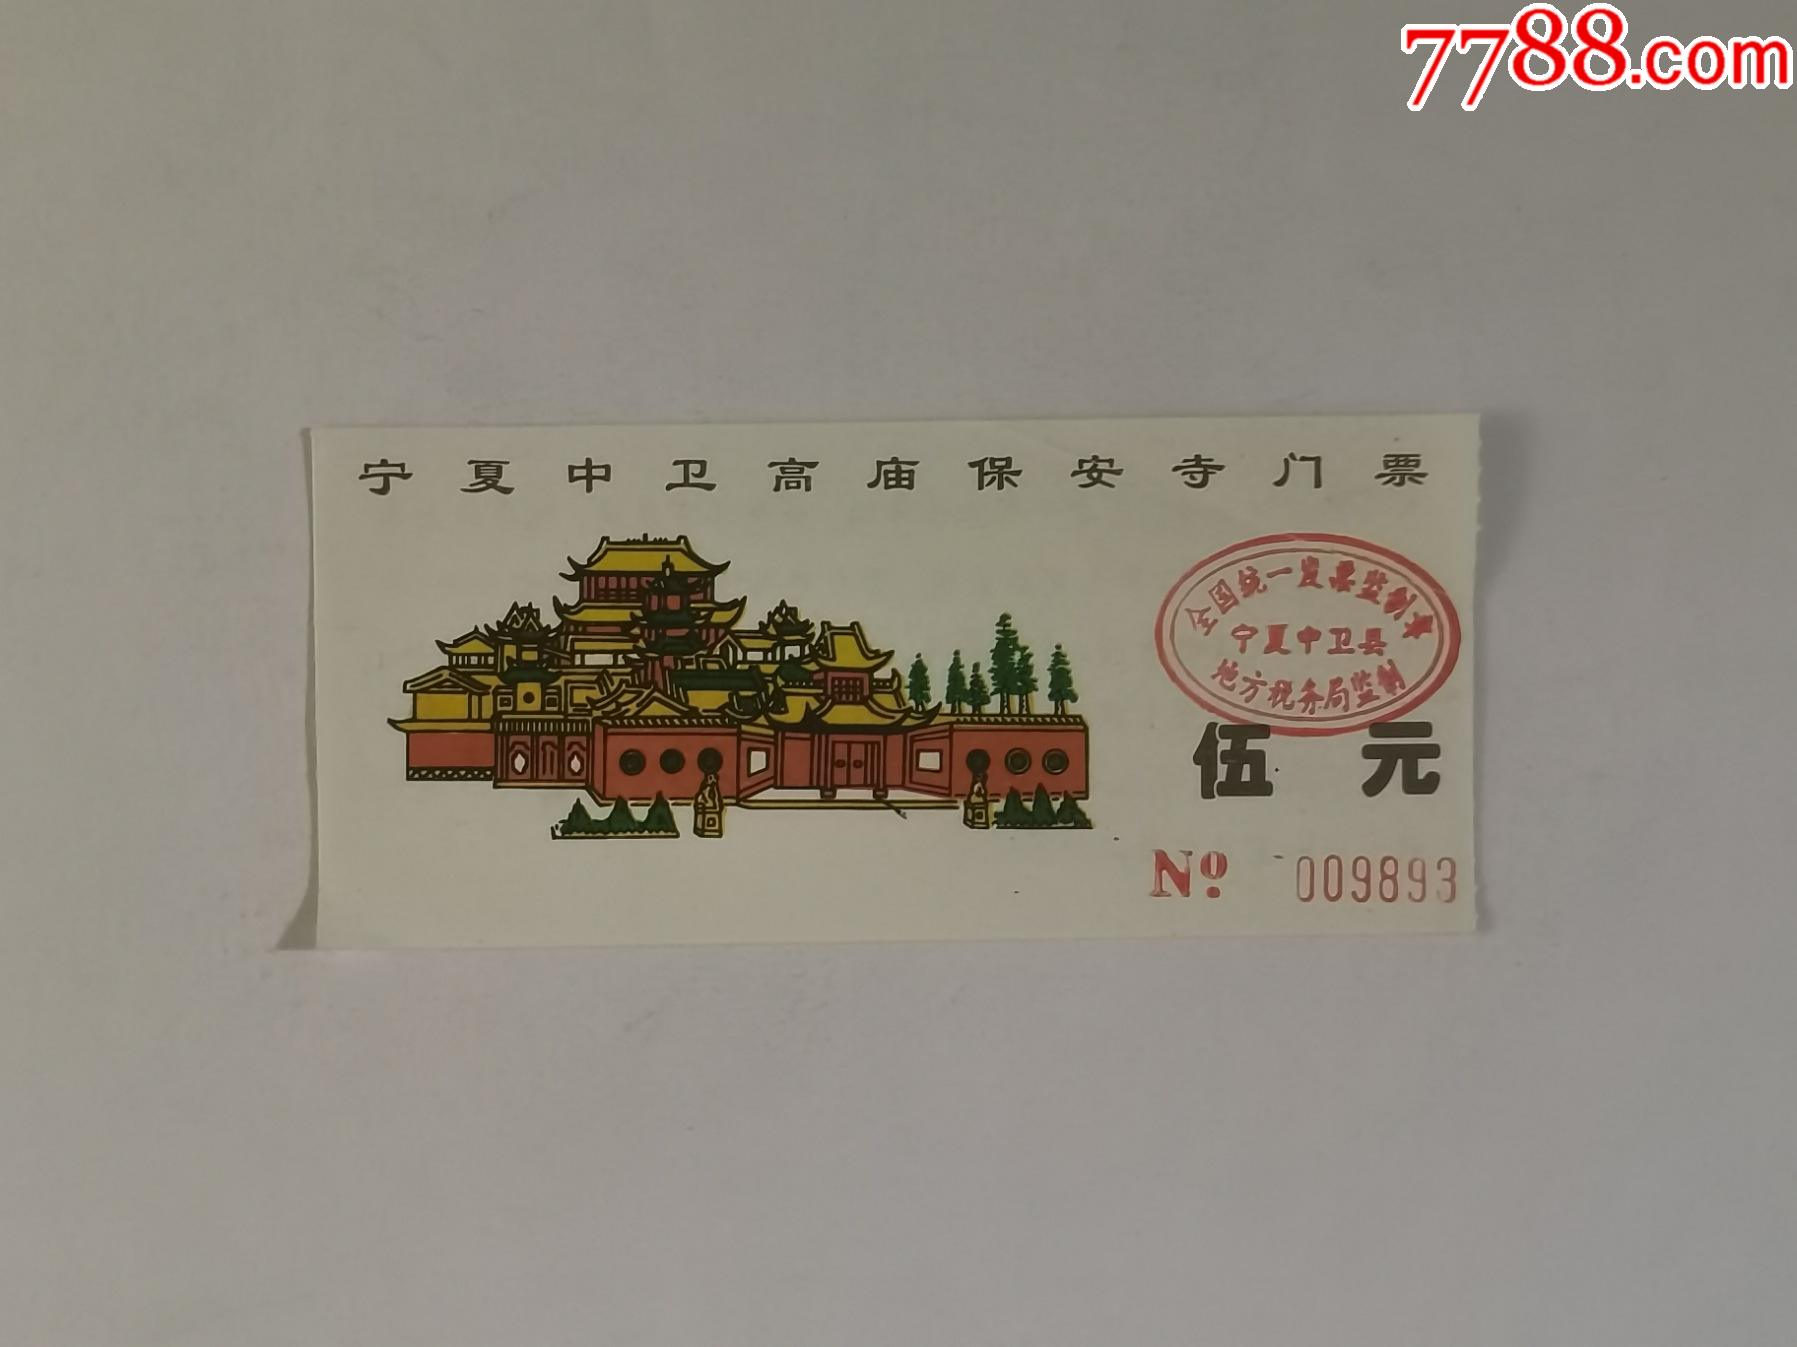 7788.com
宁夏中卫高庙保安寺门票
全国统一发票监制章
宁夏中卫县
地方税务局监制
伍元
Nº 009893